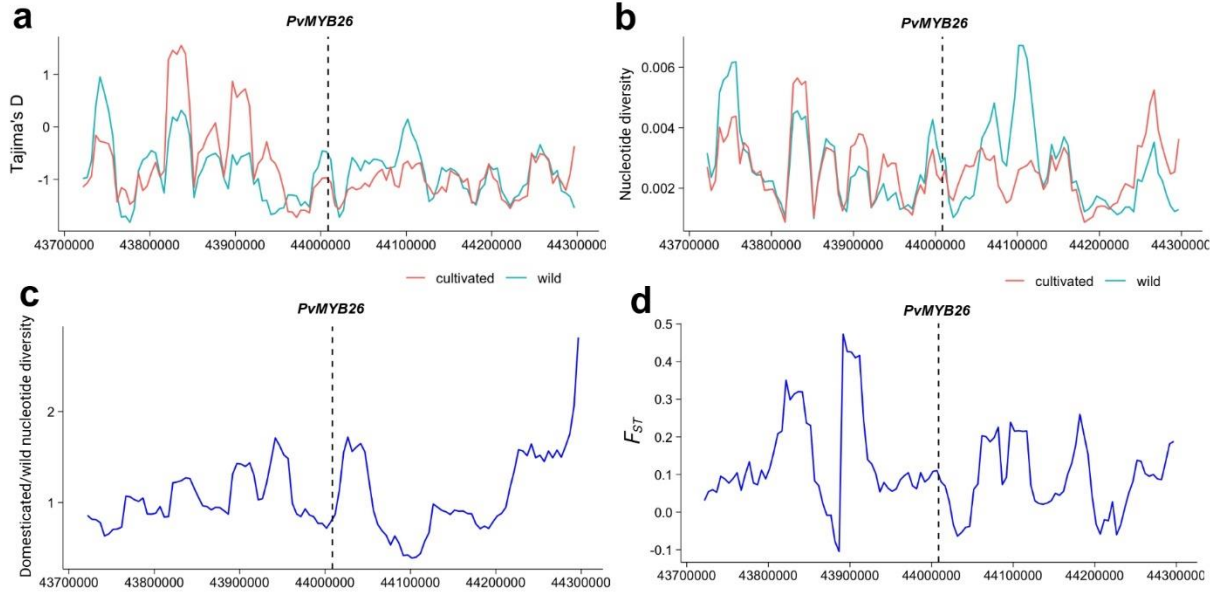 a
PvMYB26
Tajima's D
1
0
-1
43700000 43800000 43900000 44000000 44100000 44200000 4430000
cultivated wild
b
PvMYB26
Nucleotide diversity
0.006
0.004
0.002
43700000 43800000 43900000 44000000 44100000 44200000 4430000
cultivated wild
c
PvMYB26
Domesticated/wild nucleotide diversity
2
1
43700000 43800000 43900000 44000000 44100000 44200000 44300000
d
PvMYB26
FST
0.5
0.4
0.3
0.2
0.1
0.0
-0.1
43700000 43800000 43900000 44000000 44100000 44200000 44300000